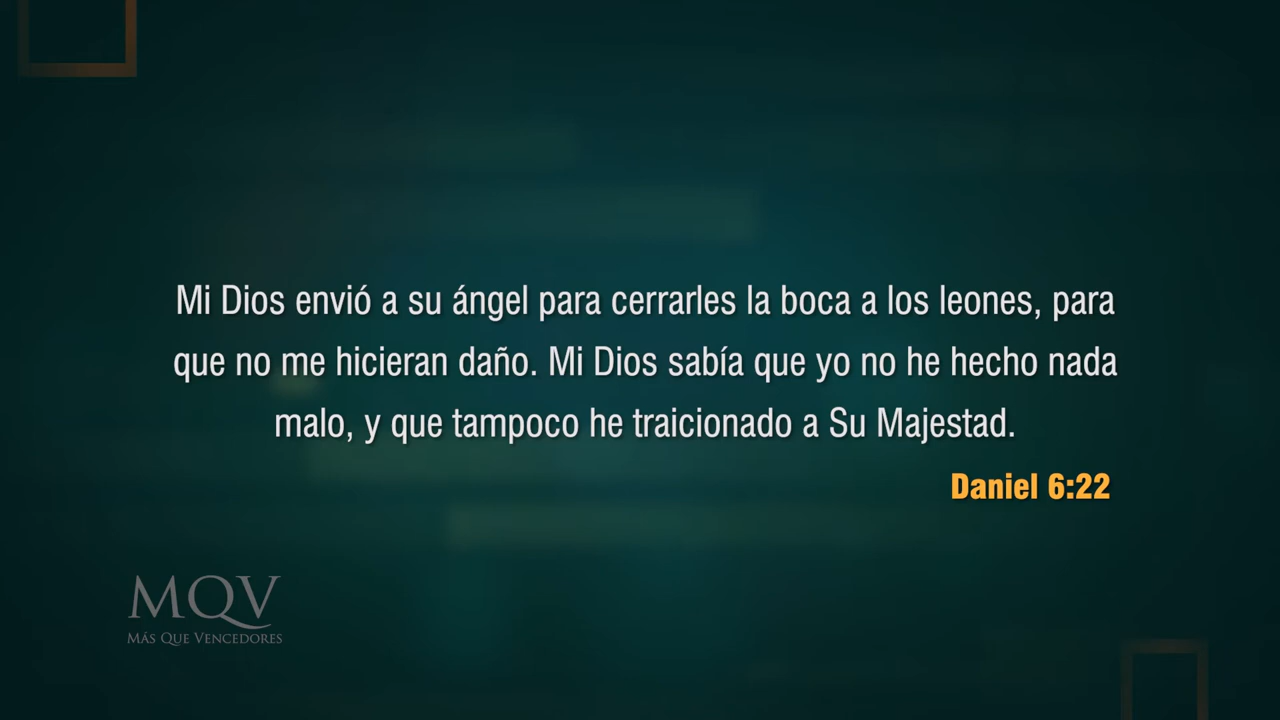 Mi Dios envió a su ángel para cerrarles la boca a los leones, para
que no me hicieran daño. Mi Dios sabía que yo no he hecho nada
malo, y que tampoco he traicionado a Su Majestad.
Daniel 6:22
MQV
MÁS QUE VENCEDORES